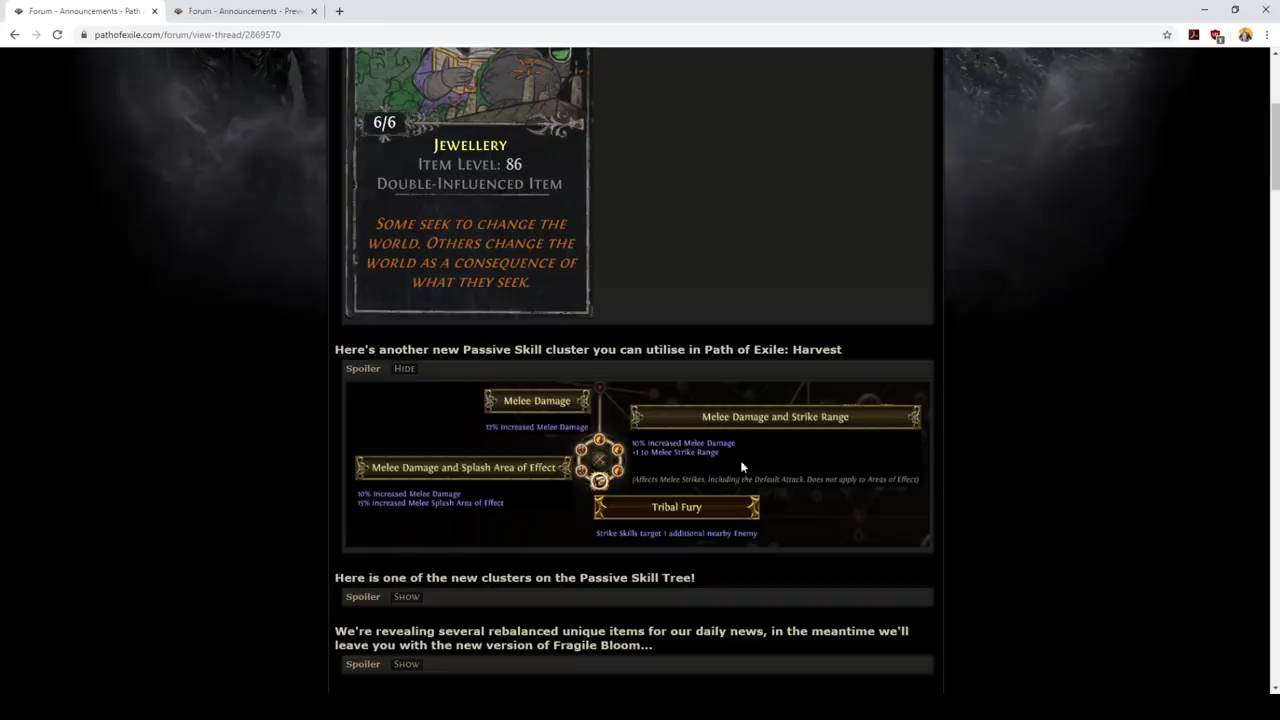 Forum - Announcements - Path
Forum - Announcements - Prev
pathofexile.com/forum/view-thread/2869570
6/6
JEWELLERY
ITEM LEVEL: 86
DOUBLE-INFLUENCED ITEM
SOME SEEK TO CHANGE THE
WORLD. OTHERS CHANGE THE
WORLD AS A CONSEQUENCE OF
WHAT THEY SEEK.
Here's another new Passive Skill cluster you can utilise in Path of Exile: Harvest
Spoiler HIDE
Melee Damage
12% increased Melee Damage
Melee Damage and Strike Range
10% increased Melee Damage
+1 to Melee Strike Range
(Affects Melee Strikes, including the Default Attack. Does not apply to Areas of Effect)
Melee Damage and Splash Area of Effect
10% increased Melee Damage
15% increased Melee Splash Area of Effect
Tribal Fury
Strike Skills target 1 additional nearby Enemy
Here is one of the new clusters on the Passive Skill Tree!
Spoiler SHOW
We're revealing several rebalanced unique items for our daily news, in the meantime we'll
leave you with the new version of Fragile Bloom...
Spoiler SHOW